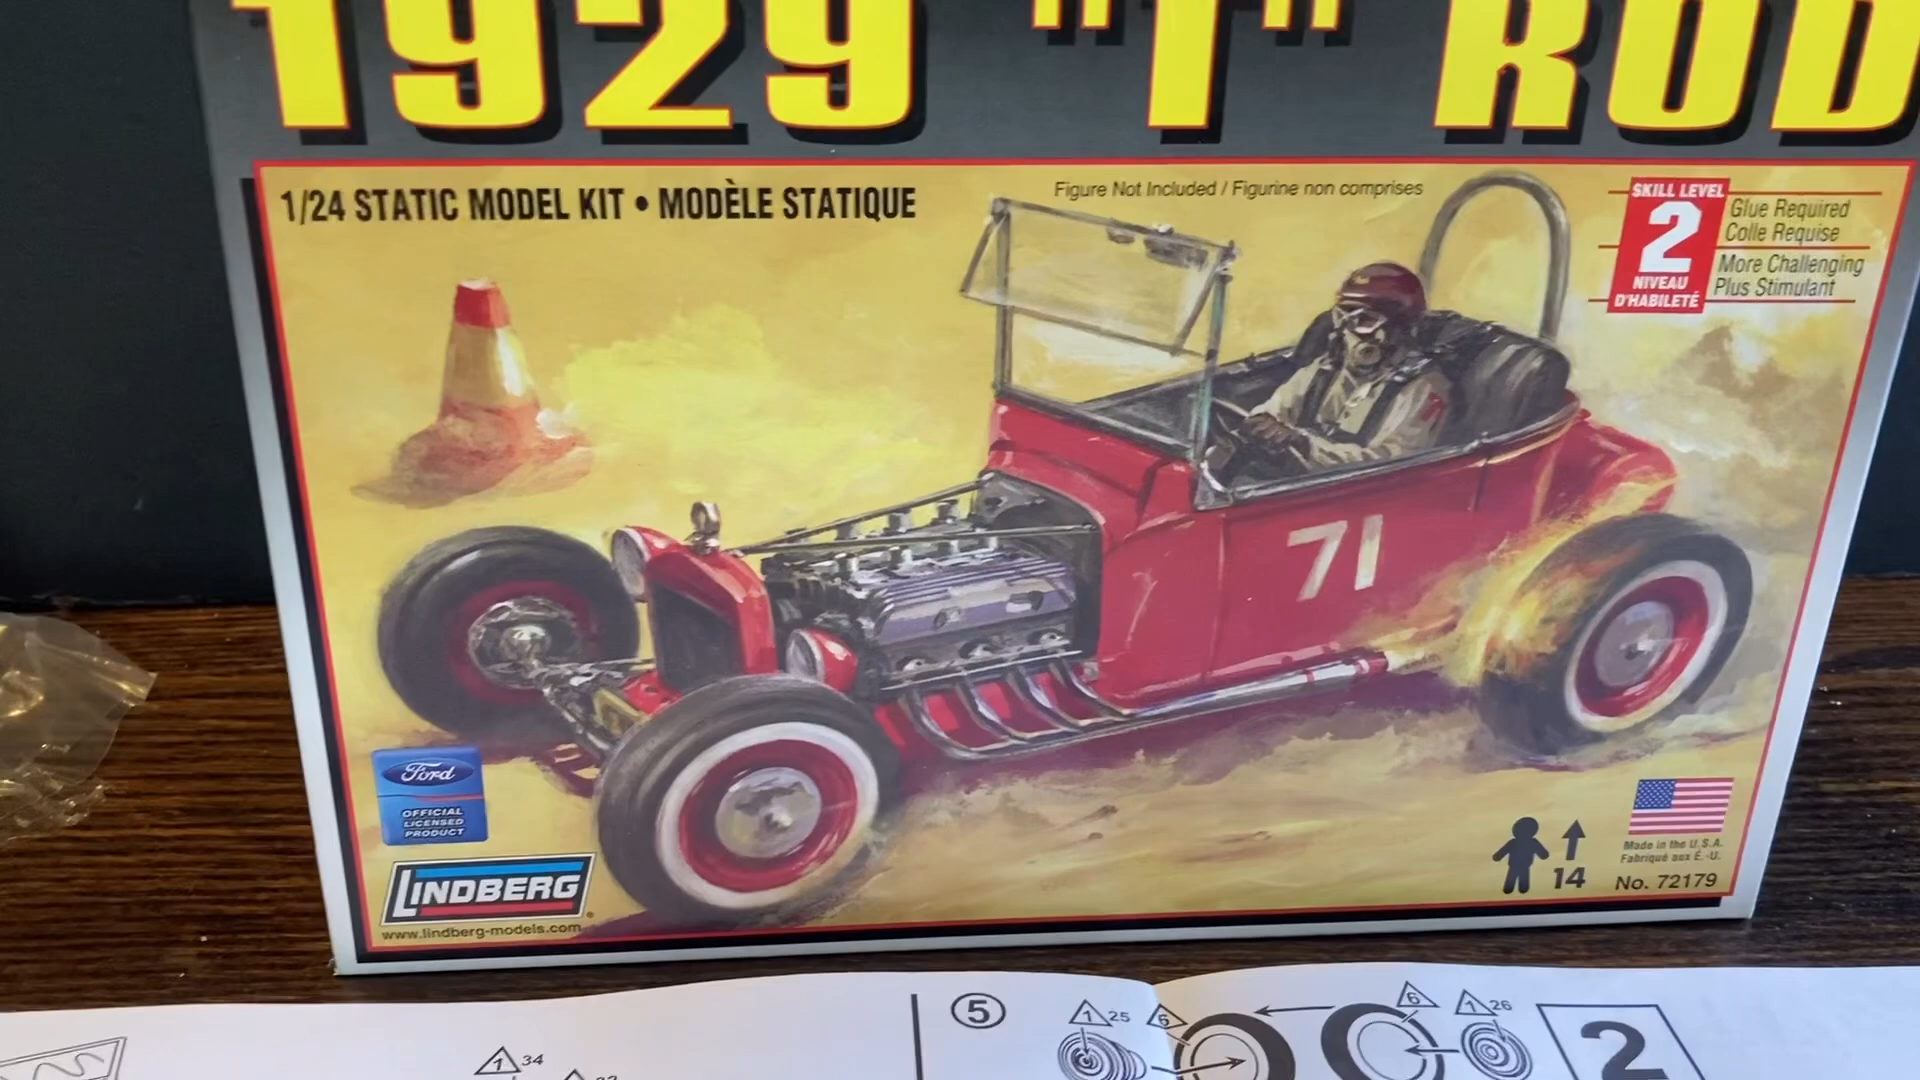 1929 "T" ROD
1/24 STATIC MODEL KIT • MODÈLE STATIQUE
Figure Not Included / Figurine non comprises
SKILL LEVEL
2
NIVEAU
D'HABILETÉ
Glue Required
Colle Requise
More Challenging
Plus Stimulant
71
Ford
OFFICIAL
LICENSED
PRODUCT
LINDBERG
www.lindberg-models.com
14
Made in the U.S.A.
Fabriqué aux É.-U.
No. 72179
5
1 25
6
6
1 26
2
1 34